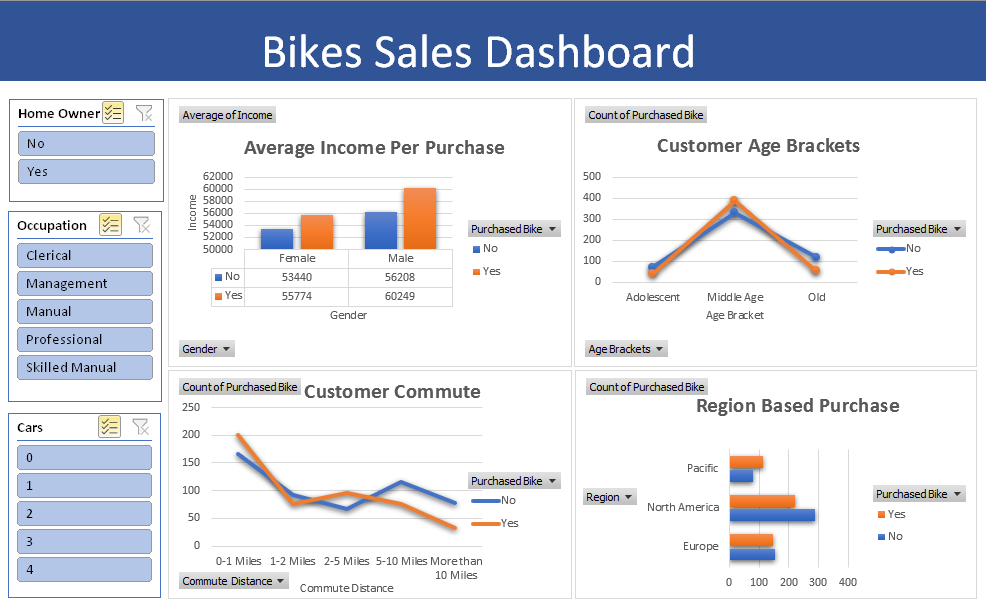 Bikes Sales Dashboard
Home Owner
No
Yes
Occupation
Clerical
Management
Manual
Professional
Skilled Manual
Cars
0
1
2
3
4
Average of Income
Average Income Per Purchase
62000
60000
58000
56000
54000
52000
50000
Income
Female Male
No 53440 56208
Yes 55774 60249
Gender
Purchased Bike
No
Yes
Gender
Count of Purchased Bike
Customer Age Brackets
500
400
300
200
100
0
Adolescent Middle Age Old
Age Bracket
Purchased Bike
No
Yes
Age Brackets
Count of Purchased Bike
Customer Commute
250
200
150
100
50
0
0-1 Miles 1-2 Miles 2-5 Miles 5-10 Miles More than
10 Miles
Commute Distance
Purchased Bike
No
Yes
Commute Distance
Count of Purchased Bike
Region Based Purchase
Region
Pacific
North America
Europe
0 100 200 300 400
Purchased Bike
Yes
No